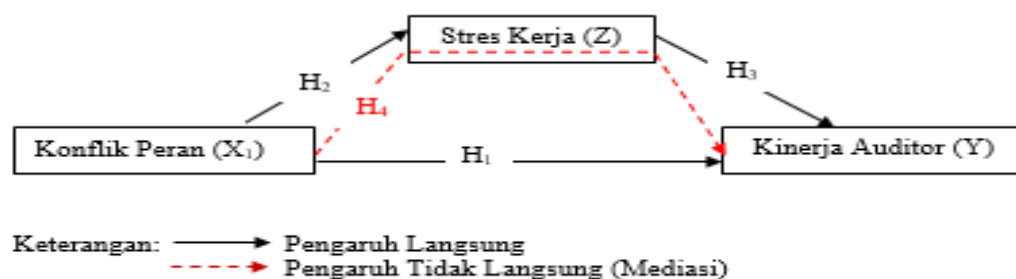 Stres Kerja (Z)
H₂
H₃
H₄
Konflik Peran (X₁)
H₁
Kinerja Auditor (Y)
Keterangan:
Pengaruh Langsung
Pengaruh Tidak Langsung (Mediasi)